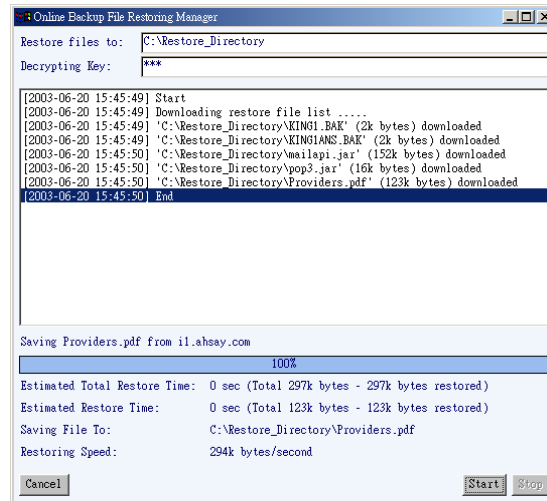 Online Backup File Restoring Manager
Restore files to: C:\Restore_Directory
Decrypting Key: ***
[2003-06-20 15:45:49] Start
[2003-06-20 15:45:49] Downloading restore file list .....
[2003-06-20 15:45:49] 'C:\Restore_Directory\KING1.BAK' (2k bytes) downloaded
[2003-06-20 15:45:49] 'C:\Restore_Directory\KING1ANS.BAK' (2k bytes) downloaded
[2003-06-20 15:45:50] 'C:\Restore_Directory\mailapi.jar' (152k bytes) downloaded
[2003-06-20 15:45:50] 'C:\Restore_Directory\pop3.jar' (16k bytes) downloaded
[2003-06-20 15:45:50] 'C:\Restore_Directory\Providers.pdf' (123k bytes) downloaded
[2003-06-20 15:45:50] End
Saving Providers.pdf from i1.ahsay.com
100%
Estimated Total Restore Time: 0 sec (Total 297k bytes - 297k bytes restored)
Estimated Restore Time: 0 sec (Total 123k bytes - 123k bytes restored)
Saving File To: C:\Restore_Directory\Providers.pdf
Restoring Speed: 294k bytes/second
Cancel Start Stop